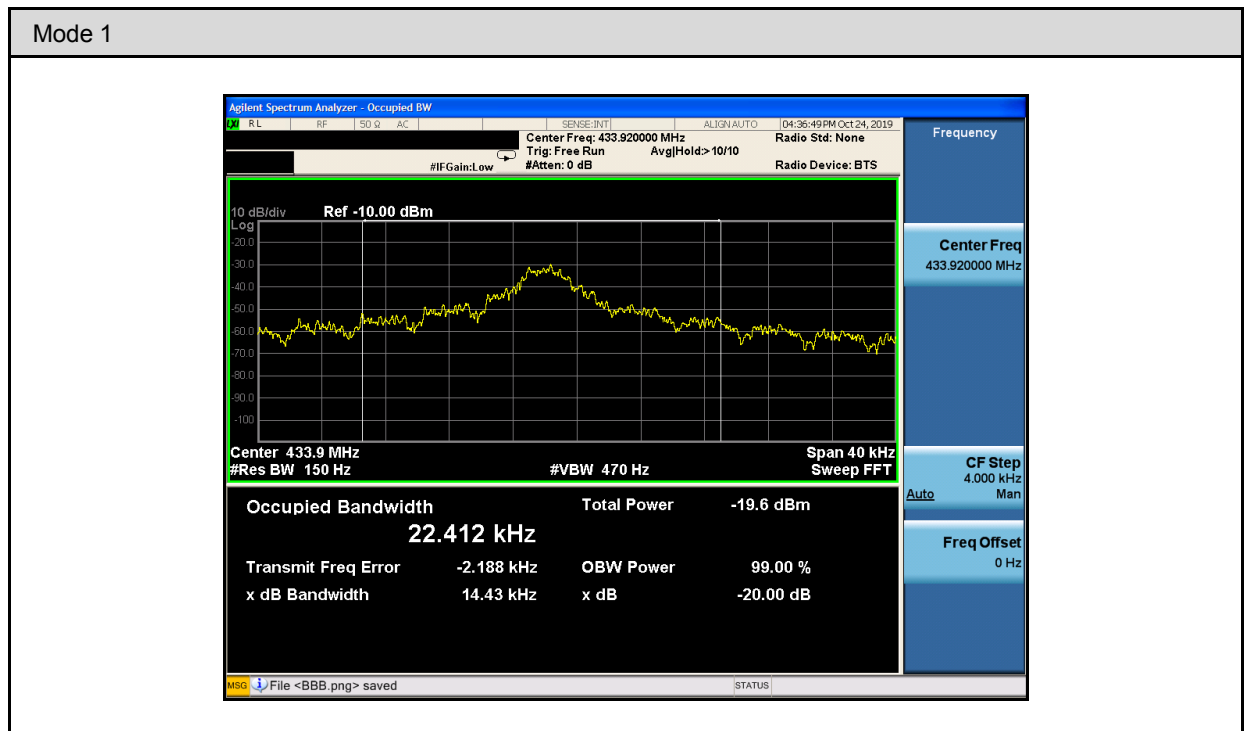 Mode 1
Agilent Spectrum Analyzer - Occupied BW
LXI RL RF 50 Ω AC SENSE:INT ALIGN AUTO 04:36:49 PM Oct 24, 2019
Center Freq: 433.920000 MHz Radio Std: None
Trig: Free Run Avg|Hold:> 10/10
#IFGain:Low #Atten: 0 dB Radio Device: BTS
Frequency
10 dB/div Ref -10.00 dBm
Log
-20.0
-30.0
-40.0
-50.0
-60.0
-70.0
-80.0
-90.0
-100
Center 433.9 MHz Span 40 kHz
#Res BW 150 Hz #VBW 470 Hz Sweep FFT
Center Freq
433.920000 MHz
CF Step
4.000 kHz
Auto Man
Freq Offset
0 Hz
Occupied Bandwidth Total Power -19.6 dBm
22.412 kHz
Transmit Freq Error -2.188 kHz OBW Power 99.00 %
x dB Bandwidth 14.43 kHz x dB -20.00 dB
MSG File <BBB.png> saved STATUS